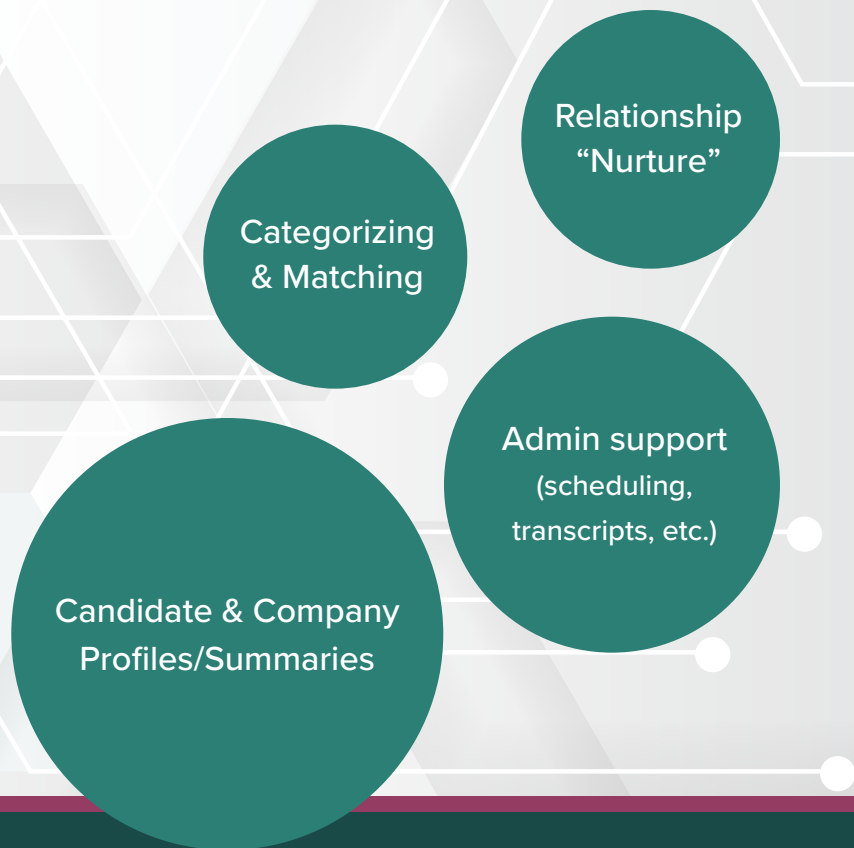 Relationship
“Nurture”
Categorizing
& Matching
Admin support
(scheduling,
transcripts, etc.)
Candidate & Company
Profiles/Summaries